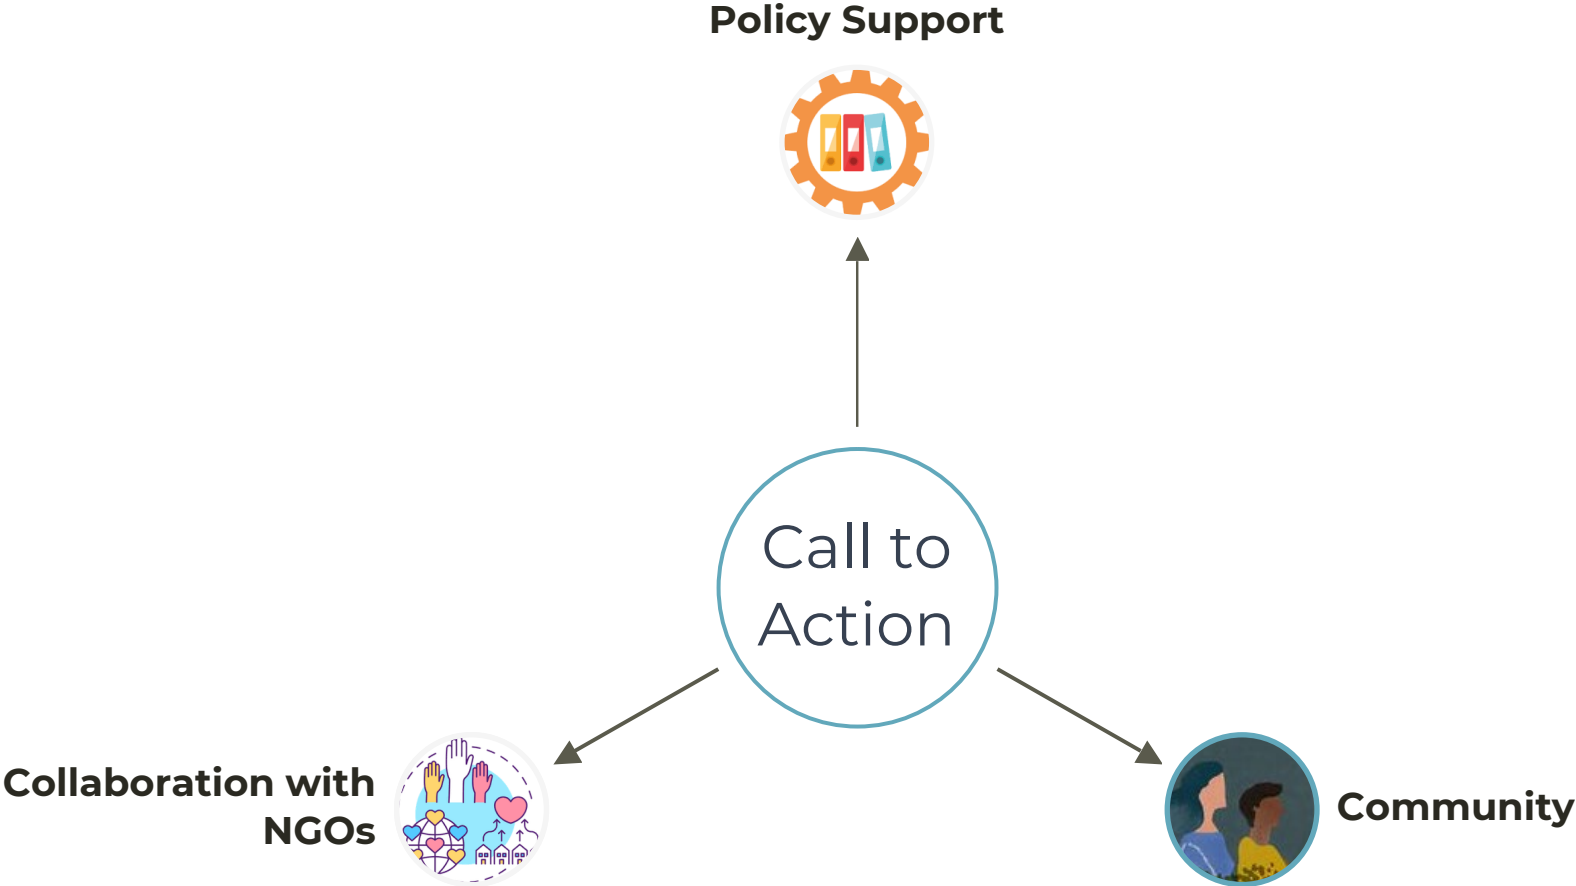 Policy Support
Call to
Action
Collaboration with
NGOs
Community